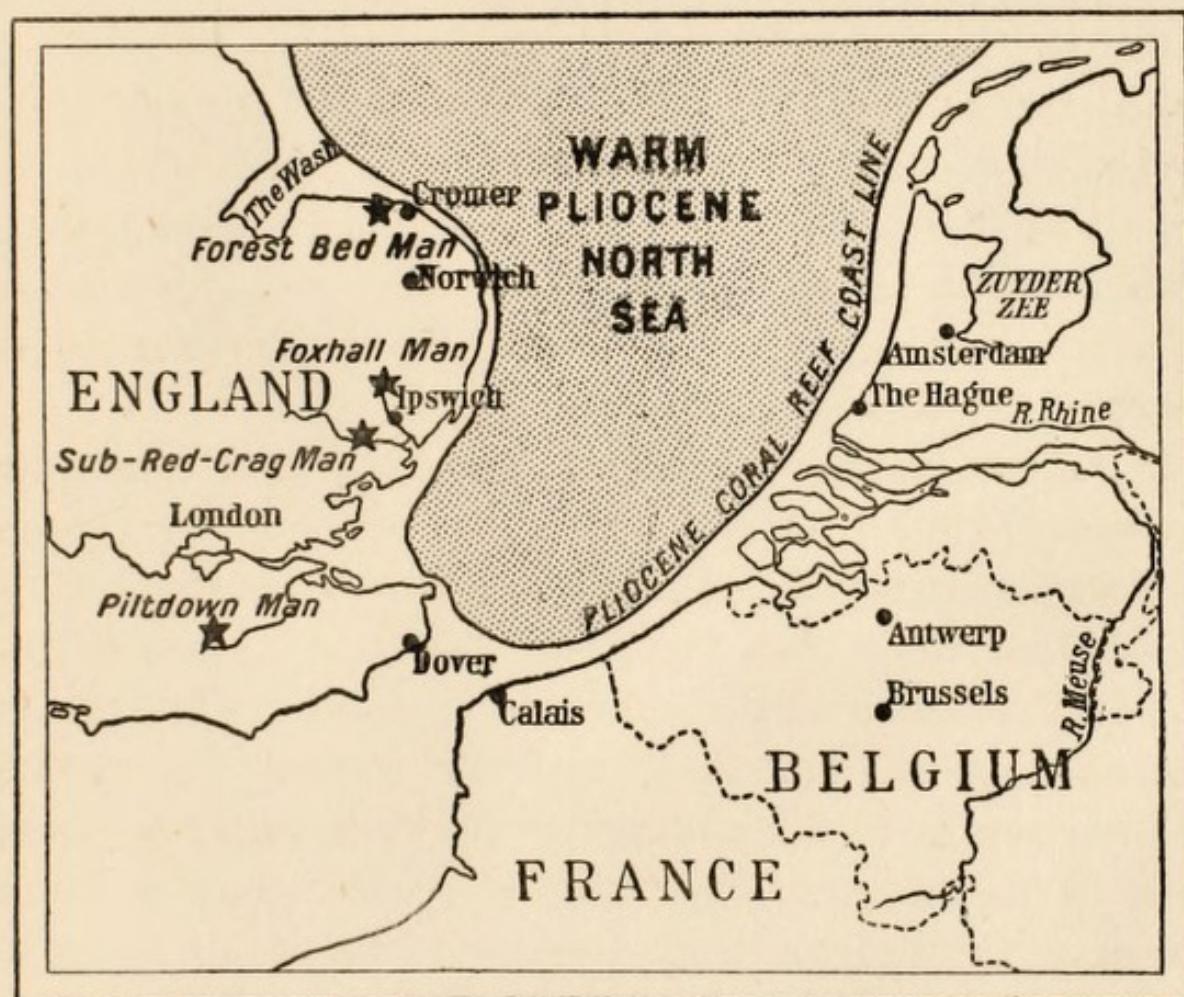 WARM
PLIOCENE
NORTH
SEA
PLIOCENE CORAL REEF COAST LINE
The Wash
Cromer
Forest Bed Man
Norwich
Foxhall Man
ENGLAND
Ipswich
Sub-Red-Crag Man
London
Piltdown Man
Dover
Calais
ZUYDER
ZEE
Amsterdam
The Hague
R. Rhine
Antwerp
Brussels
R. Meuse
BELGIUM
FRANCE